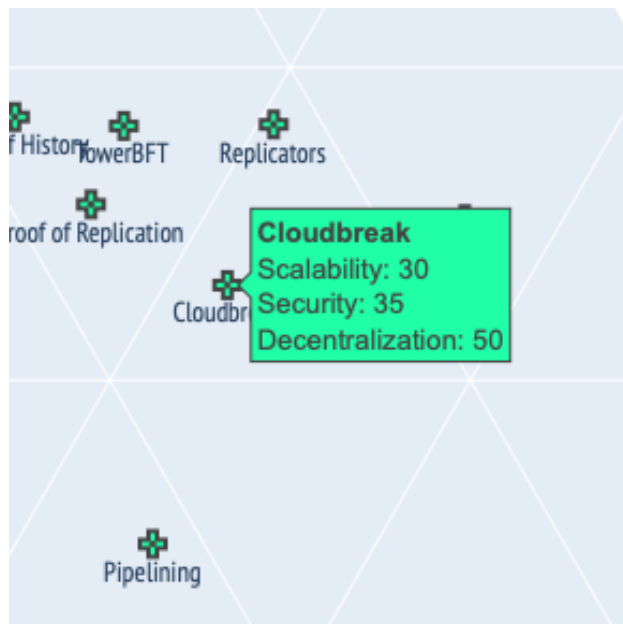 f History
TowerBFT
Replicators
roof of Replication
Cloudbreak
Scalability: 30
Security: 35
Decentralization: 50
Cloudbr
Pipelining